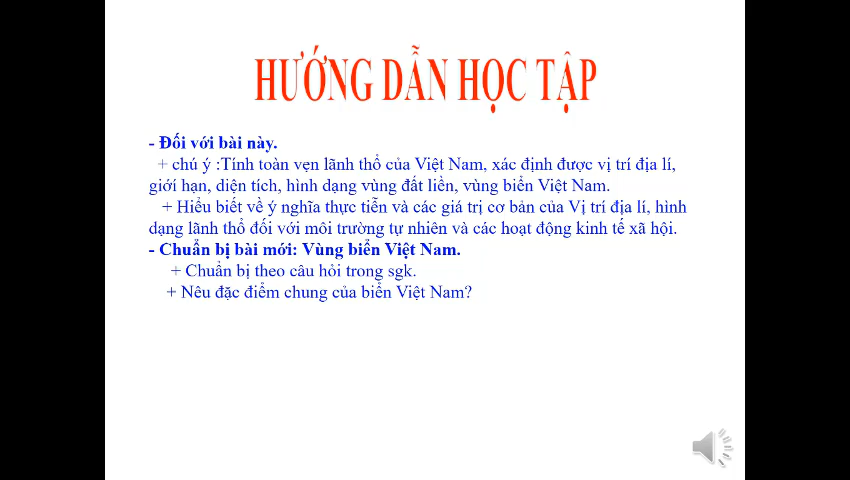 HƯỚNG DẪN HỌC TẬP
- Đối với bài này.
+ chú ý :Tính toàn vẹn lãnh thổ của Việt Nam, xác định được vị trí địa lí,
giới hạn, diện tích, hình dạng vùng đất liền, vùng biển Việt Nam.
+ Hiểu biết về ý nghĩa thực tiễn và các giá trị cơ bản của Vị trí địa lí, hình
dạng lãnh thổ đối với môi trường tự nhiên và các hoạt động kinh tế xã hội.
- Chuẩn bị bài mới: Vùng biển Việt Nam.
+ Chuẩn bị theo câu hỏi trong sgk.
+ Nêu đặc điểm chung của biển Việt Nam?